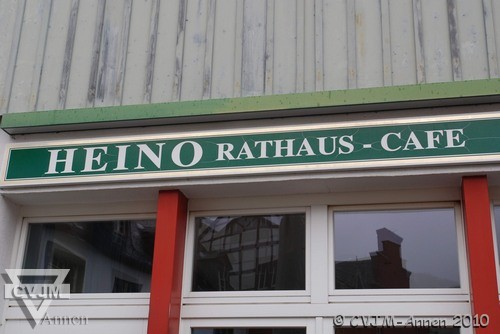 HEINO RATHAUS - CAFE
CVJM
Annen
© CVJM-Annen 2010